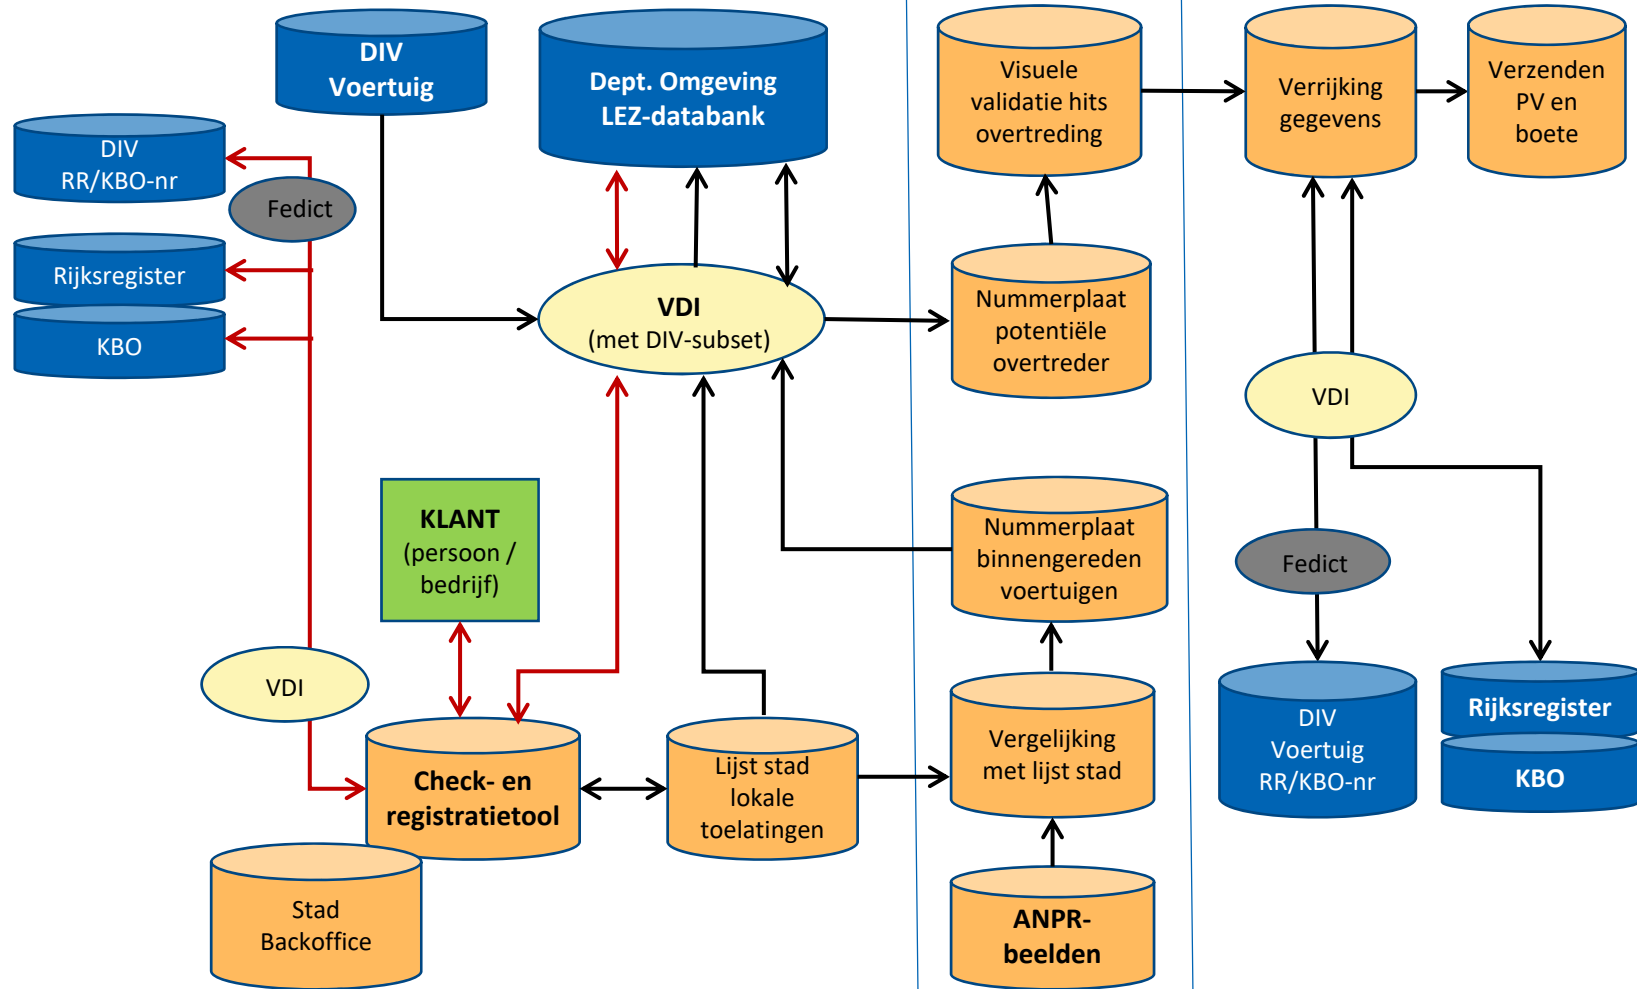 DIV
Voertuig
Dept. Omgeving
LEZ-databank
Visuele
validatie hits
overtreding
Verrijking
gegevens
Verzenden
PV en
boete
DIV
RR/KBO-nr
Fedict
Rijksregister
KBO
VDI
(met DIV-subset)
Nummerplaat
potentiële
overtreder
VDI
KLANT
(persoon /
bedrijf)
Nummerplaat
binnengereden
voertuigen
Fedict
VDI
Check- en
registratietool
Lijst stad
lokale
toelatingen
Vergelijking
met lijst stad
DIV
Voertuig
RR/KBO-nr
Rijksregister
KBO
Stad
Backoffice
ANPR-
beelden